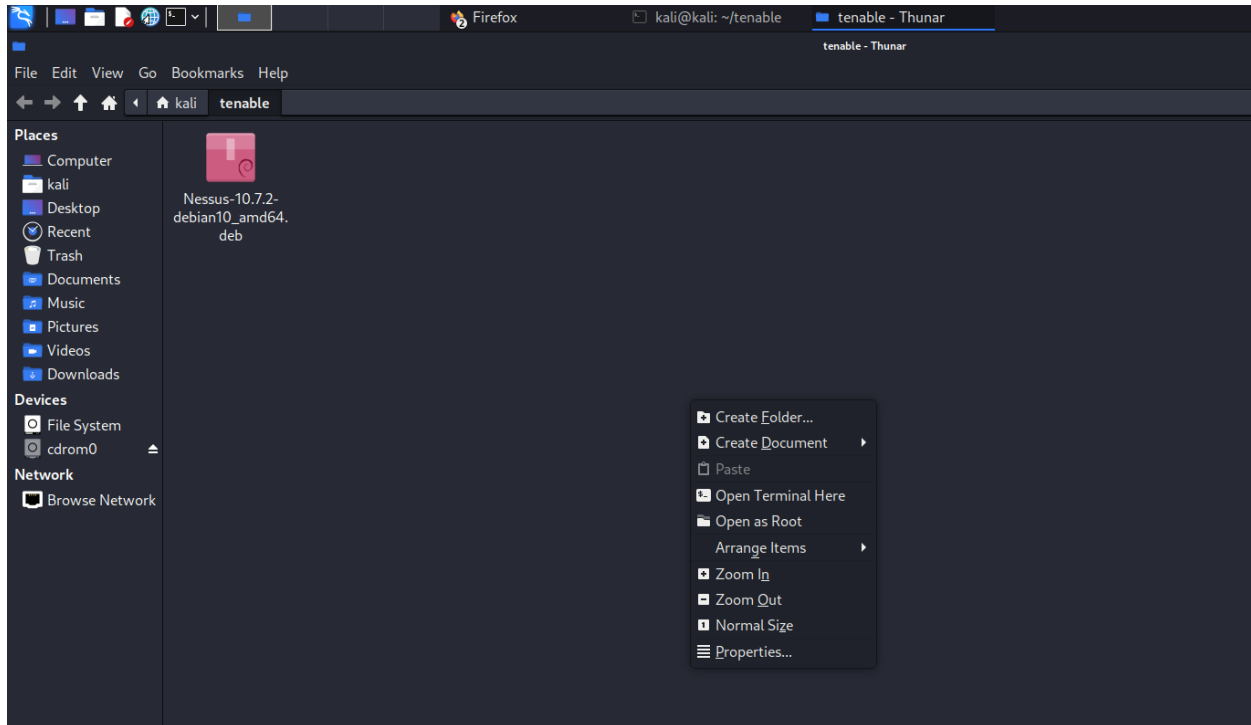 Firefox
kali@kali: ~/tenable
tenable - Thunar
tenable - Thunar
File Edit View Go Bookmarks Help
kali tenable
Places
Computer
kali
Desktop
Recent
Trash
Documents
Music
Pictures
Videos
Downloads
Devices
File System
cdrom0
Network
Browse Network
Nessus-10.7.2-
debian10_amd64.
deb
Create Folder...
Create Document
Paste
Open Terminal Here
Open as Root
Arrange Items
Zoom In
Zoom Out
Normal Size
Properties...